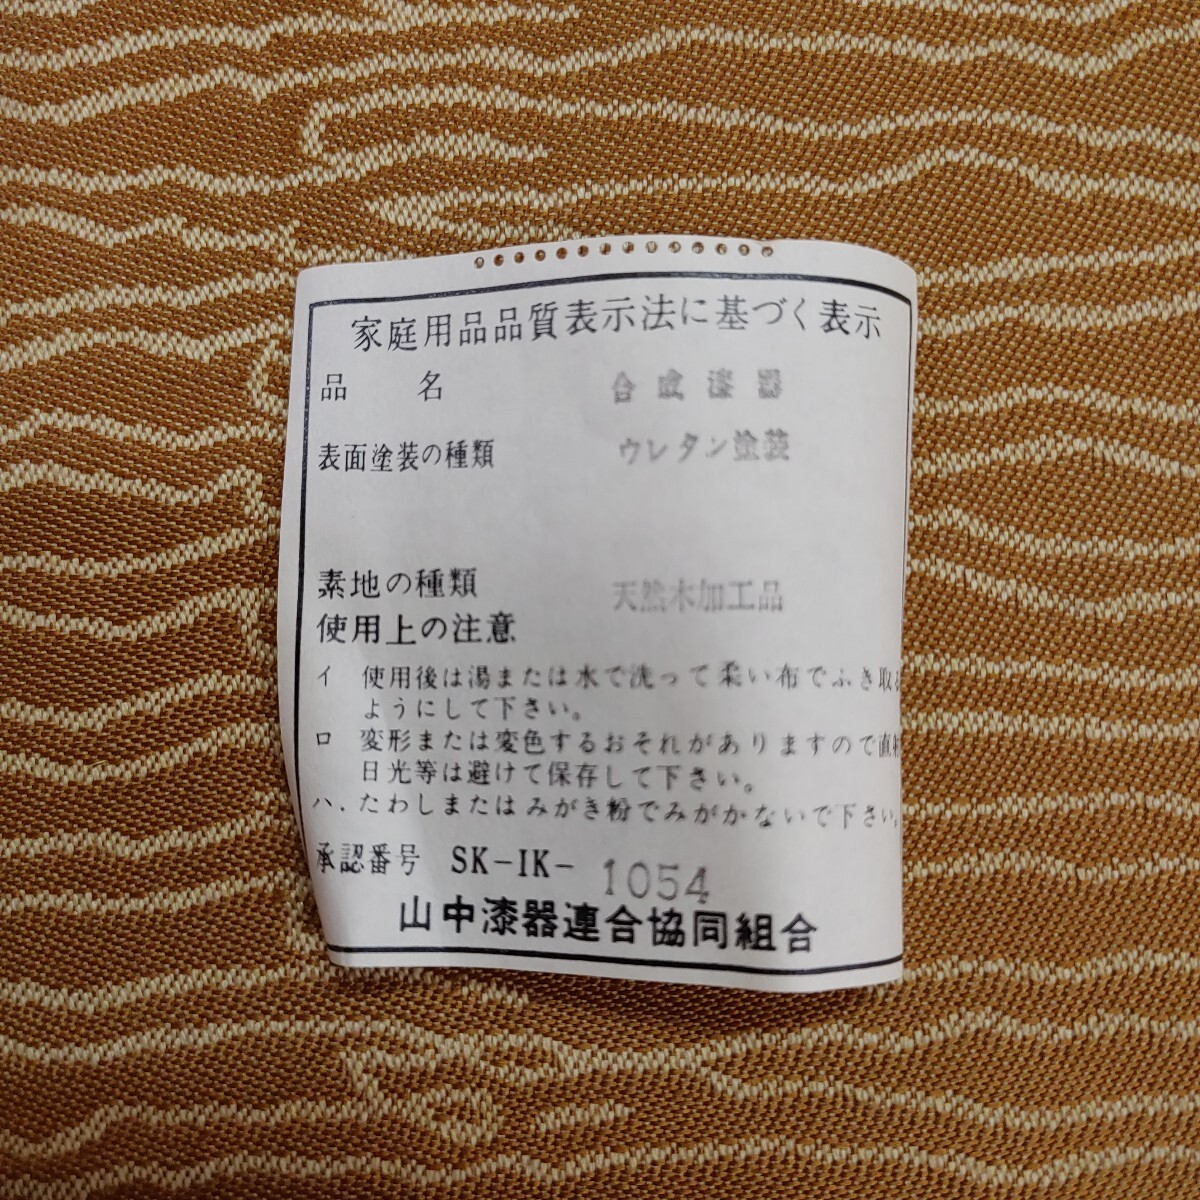 家庭用品品質表示法に基づく表示
品　　名　　合成漆器
表面塗装の種類　　ウレタン塗装
素地の種類　　天然木加工品
使用上の注意
イ　使用後は湯または水で洗って柔い布でふき取る
ようにして下さい。
ロ　変形または変色するおそれがありますので直射
日光等は避けて保存して下さい。
ハ．たわしまたはみがき粉でみがかないで下さい。
承認番号　SK-IK-1054
山中漆器連合協同組合